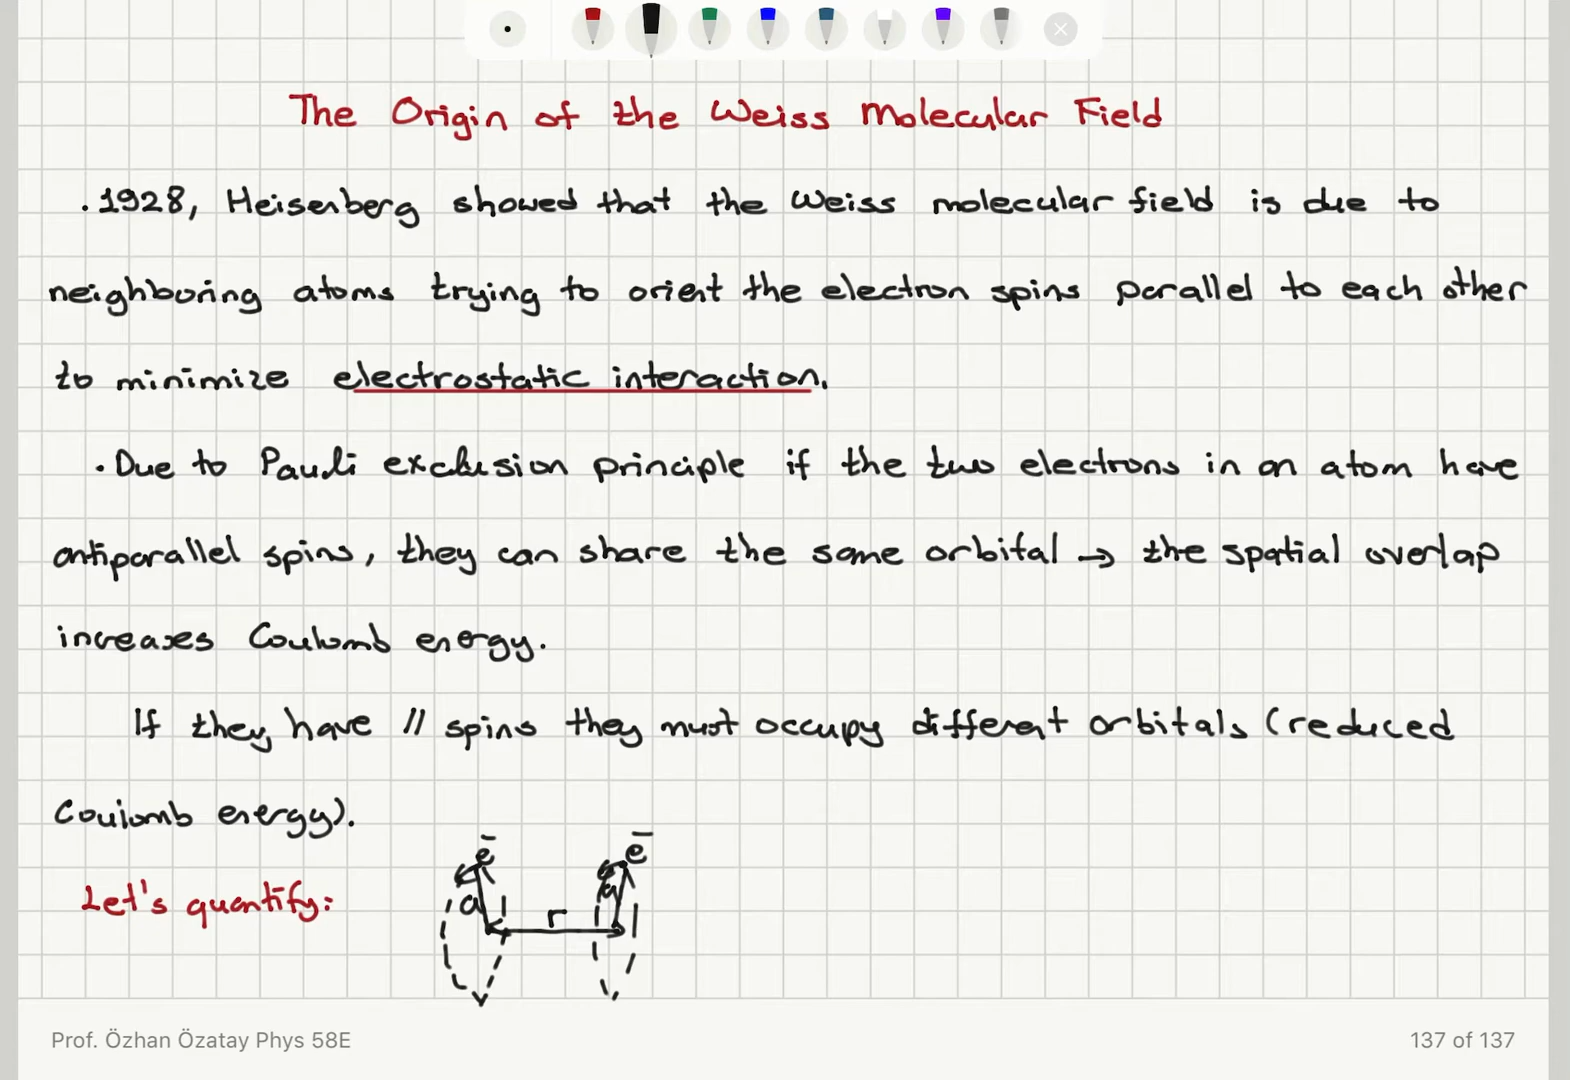 The Origin of the Weiss Molecular Field
. 1928, Heisenberg showed that the Weiss molecular field is due to
neighboring atoms trying to orient the electron spins parallel to each other
to minimize electrostatic interaction.
. Due to Pauli exclusion principle if the two electrons in an atom have
antiparallel spins, they can share the same orbital → the spatial overlap
increases Coulomb energy.
If they have // spins they must occupy different orbitals (reduced
Coulomb energy).
e⁻ e⁻
Let's quantify: a r a
Prof. Özhan Özatay Phys 58E 137 of 137